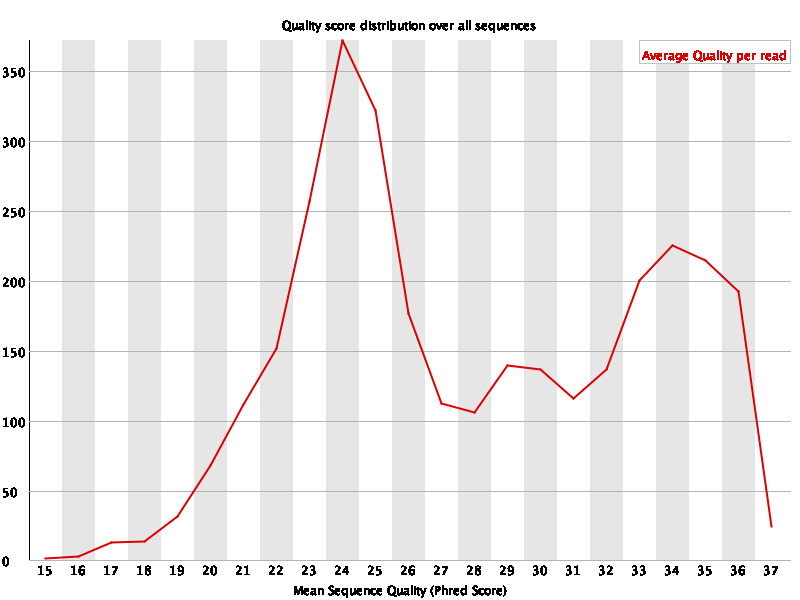 Quality score distribution over all sequences
Average Quality per read
350
300
250
200
150
100
50
0
15 16 17 18 19 20 21 22 23 24 25 26 27 28 29 30 31 32 33 34 35 36 37
Mean Sequence Quality (Phred Score)